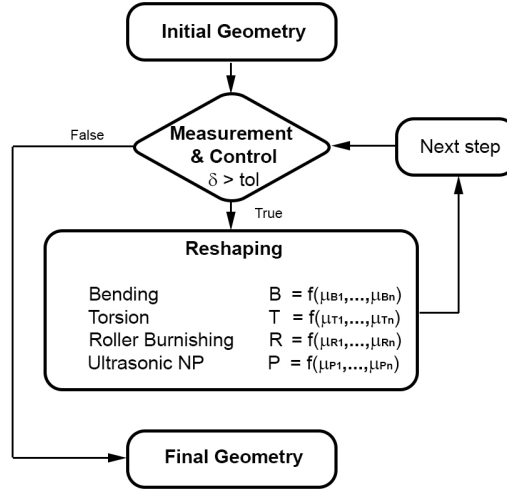 Initial Geometry
False
Measurement
& Control
δ > tol
Next step
True
Reshaping
Bending B = f(μB1,...,μBn)
Torsion T = f(μT1,...,μTn)
Roller Burnishing R = f(μR1,...,μRn)
Ultrasonic NP P = f(μP1,...,μPn)
Final Geometry